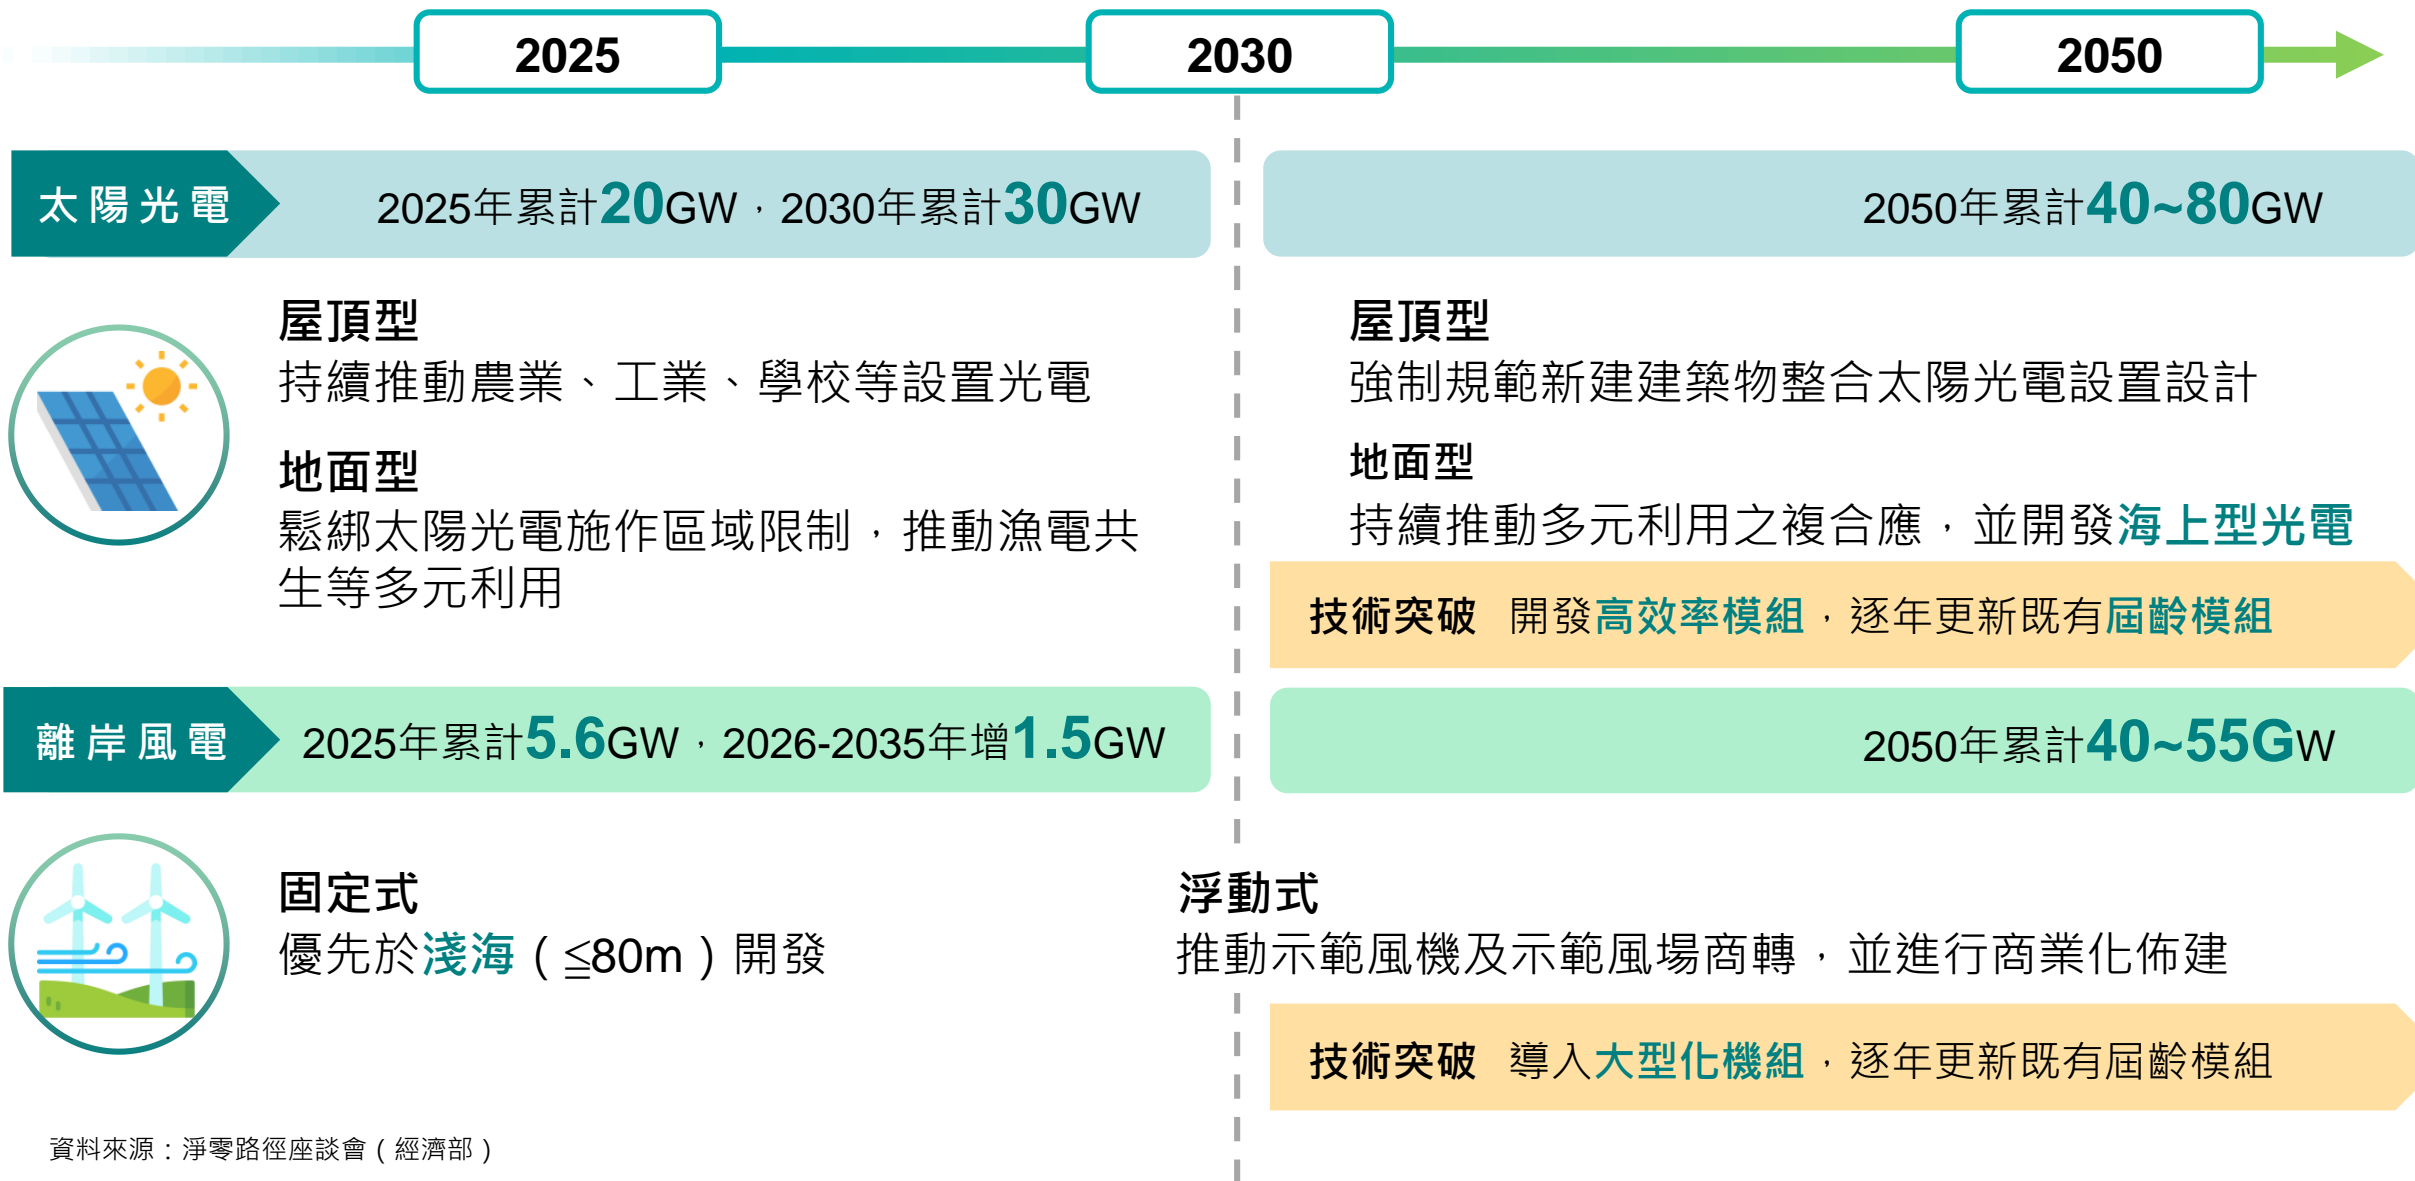 2025
2030
2050
太陽光電
2025年累計20GW，2030年累計30GW
2050年累計40~80GW
屋頂型
持續推動農業、工業、學校等設置光電
地面型
鬆綁太陽光電施作區域限制，推動漁電共
生等多元利用
屋頂型
強制規範新建建築物整合太陽光電設置設計
地面型
持續推動多元利用之複合應，並開發海上型光電
技術突破 開發高效率模組，逐年更新既有屆齡模組
離岸風電
2025年累計5.6GW，2026-2035年增1.5GW
2050年累計40~55GW
固定式
優先於淺海（≦80m）開發
浮動式
推動示範風機及示範風場商轉，並進行商業化佈建
技術突破 導入大型化機組，逐年更新既有屆齡模組
資料來源：淨零路徑座談會（經濟部）